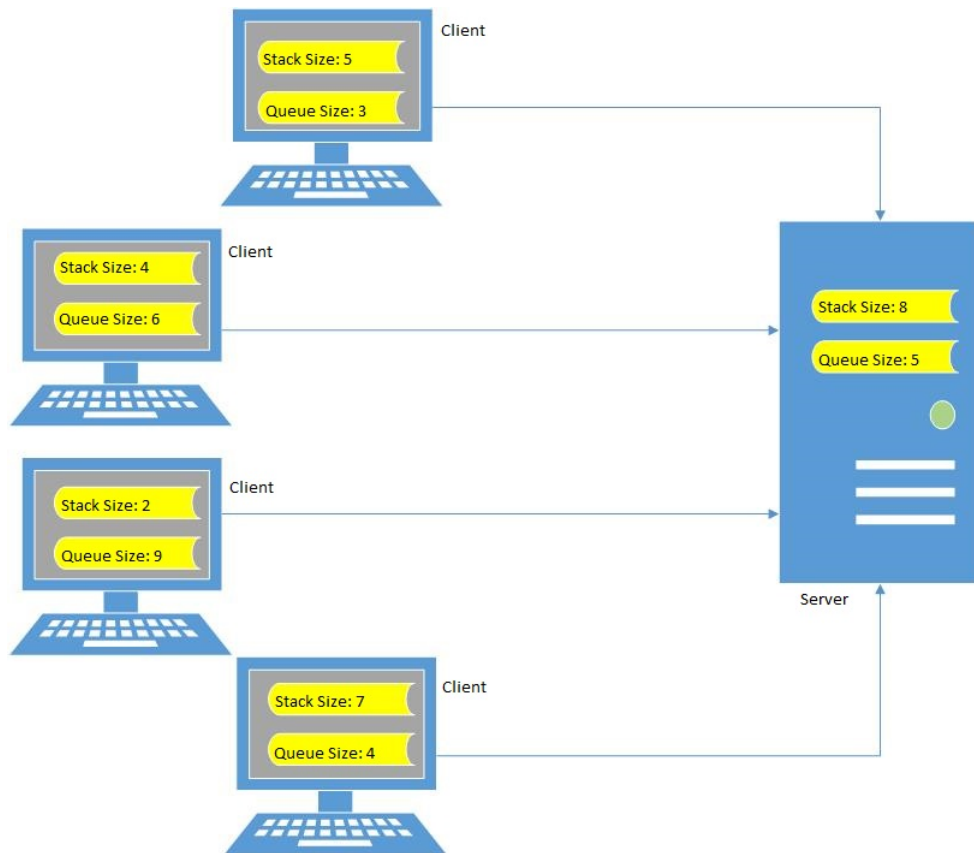 Client
Stack Size: 5
Queue Size: 3
Client
Stack Size: 4
Queue Size: 6
Stack Size: 8
Queue Size: 5
Client
Stack Size: 2
Queue Size: 9
Server
Client
Stack Size: 7
Queue Size: 4